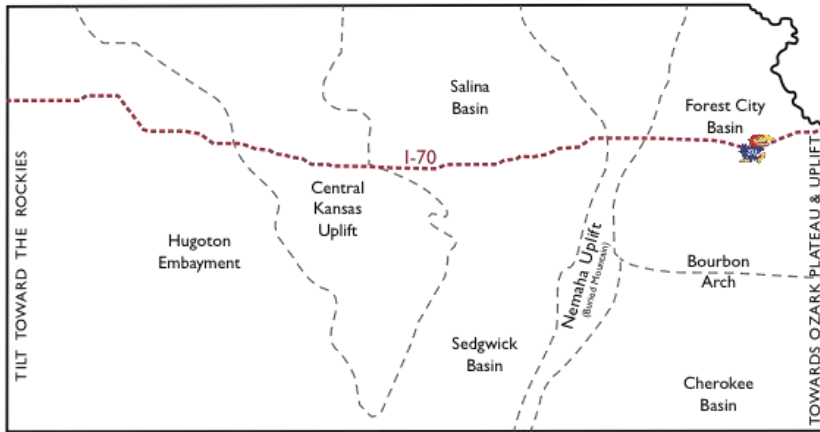 Salina
Basin
Forest City
Basin
I-70
Central
Kansas
Uplift
Hugoton
Embayment
TILT TOWARD THE ROCKIES
Nemaha Uplift
(Buried Mountain)
Bourbon
Arch
Sedgwick
Basin
Cherokee
Basin
TOWARDS OZARK PLATEAU & UPLIFT